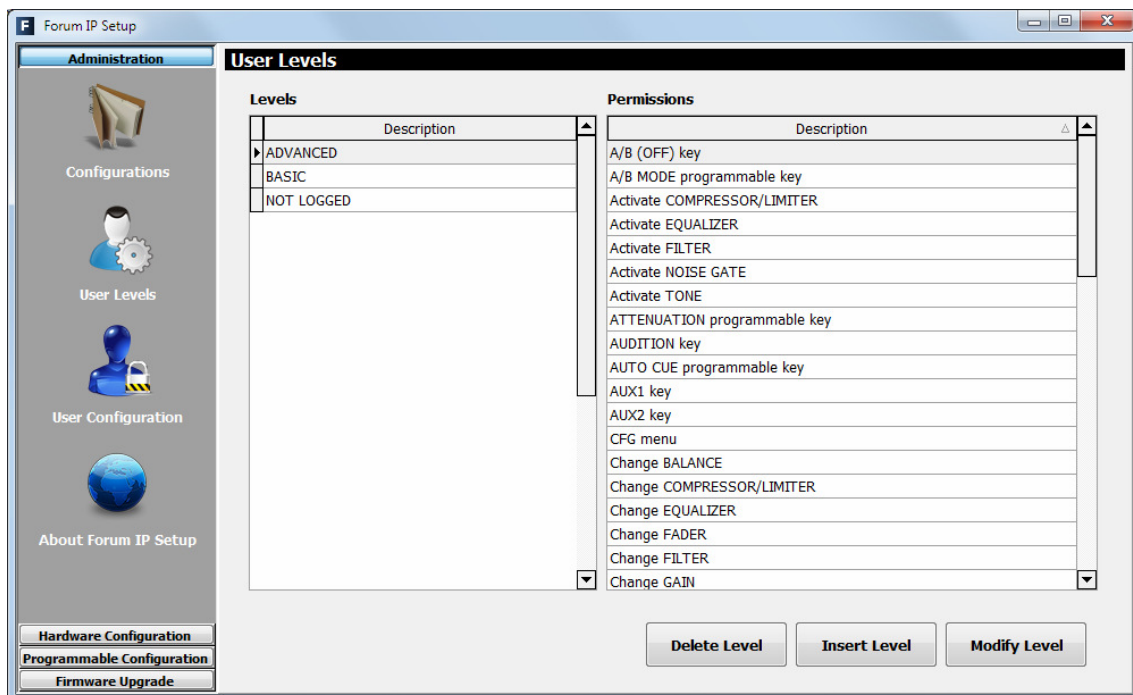 F Forum IP Setup
Administration
Configurations
User Levels
User Configuration
About Forum IP Setup
Hardware Configuration
Programmable Configuration
Firmware Upgrade
User Levels
Levels
Description
ADVANCED
BASIC
NOT LOGGED
Permissions
Description
A/B (OFF) key
A/B MODE programmable key
Activate COMPRESSOR/LIMITER
Activate EQUALIZER
Activate FILTER
Activate NOISE GATE
Activate TONE
ATTENUATION programmable key
AUDITION key
AUTO CUE programmable key
AUX1 key
AUX2 key
CFG menu
Change BALANCE
Change COMPRESSOR/LIMITER
Change EQUALIZER
Change FADER
Change FILTER
Change GAIN
Delete Level
Insert Level
Modify Level